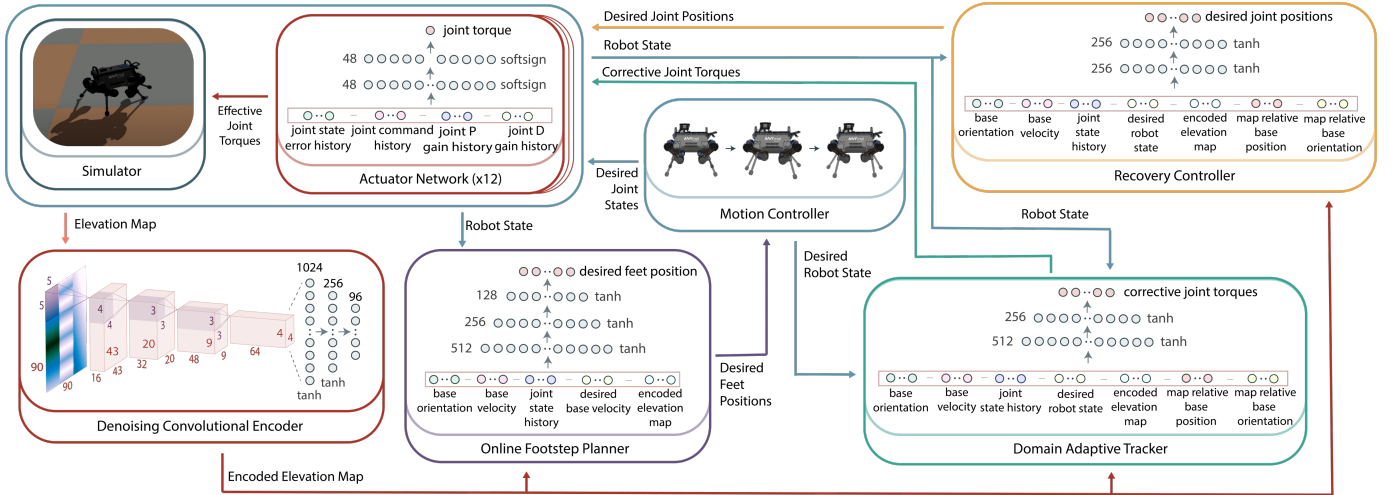 Simulator
joint torque
48
softsign
48
softsign
joint state
error history
joint command
history
joint P
gain history
joint D
gain history
Actuator Network (x12)
Effective
Joint
Torques
Desired Joint Positions
Robot State
Corrective Joint Torques
Desired
Joint
States
Motion Controller
desired joint positions
256
tanh
256
tanh
base
orientation
base
velocity
joint
state
history
desired
robot
state
encoded
elevation
map
map relative
base
position
map relative
base
orientation
Recovery Controller
Elevation Map
Robot State
Desired
Robot State
Robot State
5
5
90
90
4
4
43
16
43
3
3
20
32
20
3
3
9
48
9
4
4
64
1024
256
96
tanh
tanh
Denoising Convolutional Encoder
desired feet position
128
tanh
256
tanh
512
tanh
base
orientation
base
velocity
joint
state
history
desired
base velocity
encoded
elevation
map
Online Footstep Planner
Desired
Feet
Positions
corrective joint torques
256
tanh
512
tanh
base
orientation
base
velocity
joint
state history
desired
robot state
encoded
elevation
map
map relative
base
position
map relative
base
orientation
Domain Adaptive Tracker
Encoded Elevation Map